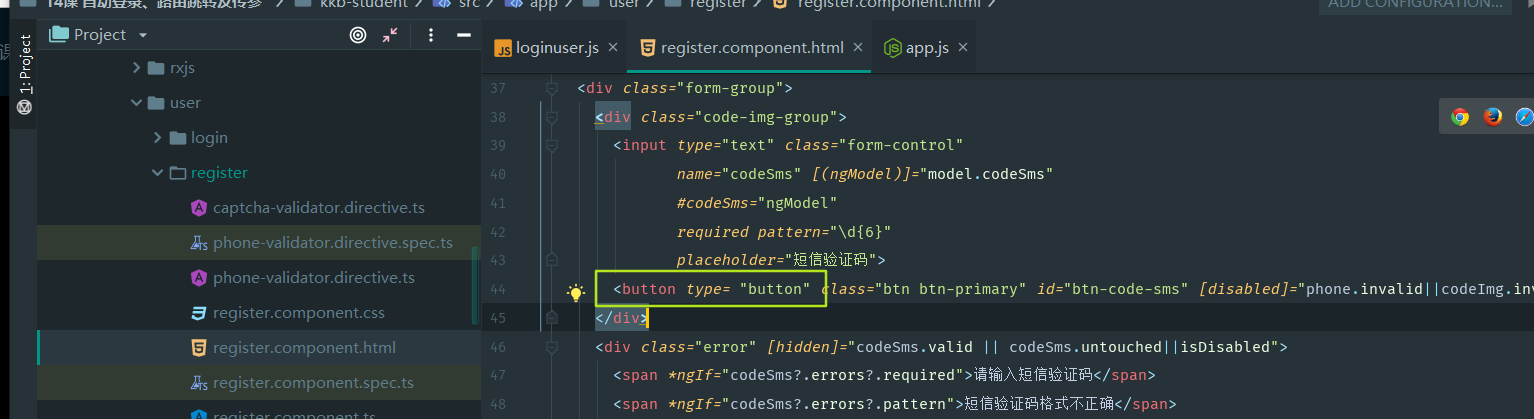 14课 自动登录、路由跳转及传参 kkb-student src app user register register.component.html ADD CONFIGURATION...
1: Project
Project
loginuser.js × register.component.html × app.js ×
rxjs
user
login
register
captcha-validator.directive.ts
phone-validator.directive.spec.ts
phone-validator.directive.ts
register.component.css
register.component.html
register.component.spec.ts
register.component.ts
37 <div class="form-group">
38 <div class="code-img-group">
39 <input type="text" class="form-control"
40 name="codeSms" [(ngModel)]="model.codeSms"
41 #codeSms="ngModel"
42 required pattern="\d{6}"
43 placeholder="短信验证码">
44 <button type= "button" class="btn btn-primary" id="btn-code-sms" [disabled]="phone.invalid||codeImg.inv
45 </div>
46 <div class="error" [hidden]="codeSms.valid || codeSms.untouched||isDisabled">
47 <span *ngIf="codeSms?.errors?.required">请输入短信验证码</span>
48 <span *ngIf="codeSms?.errors?.pattern">短信验证码格式不正确</span>